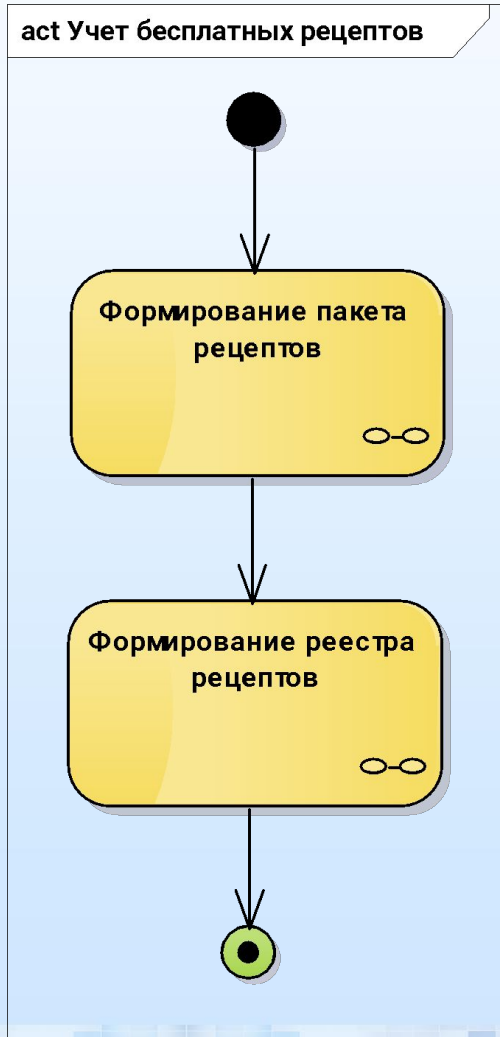 act Учет бесплатных рецептов
Формирование пакета
рецептов
Формирование реестра
рецептов